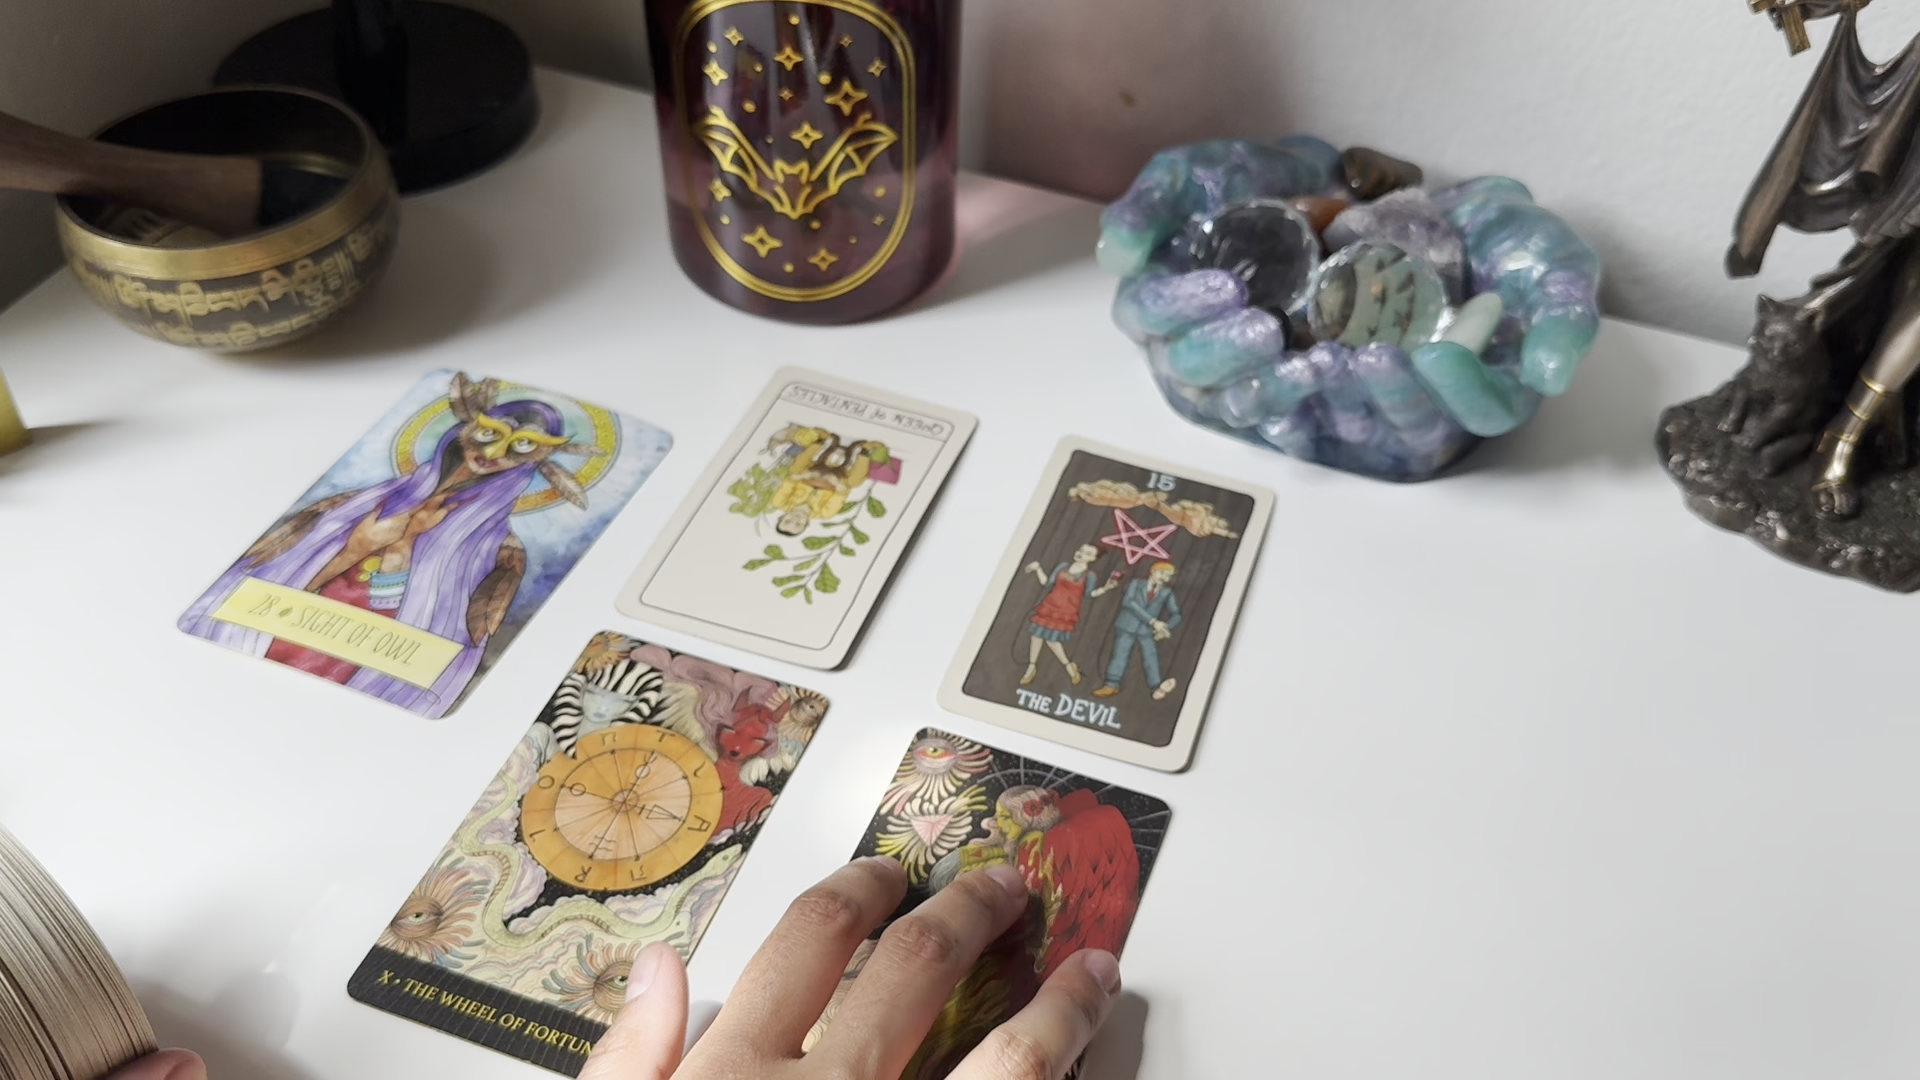 28 • SIGHT OF OWL
QUEEN of PENTACLES
15
THE DEVIL
X • THE WHEEL OF FORTUN